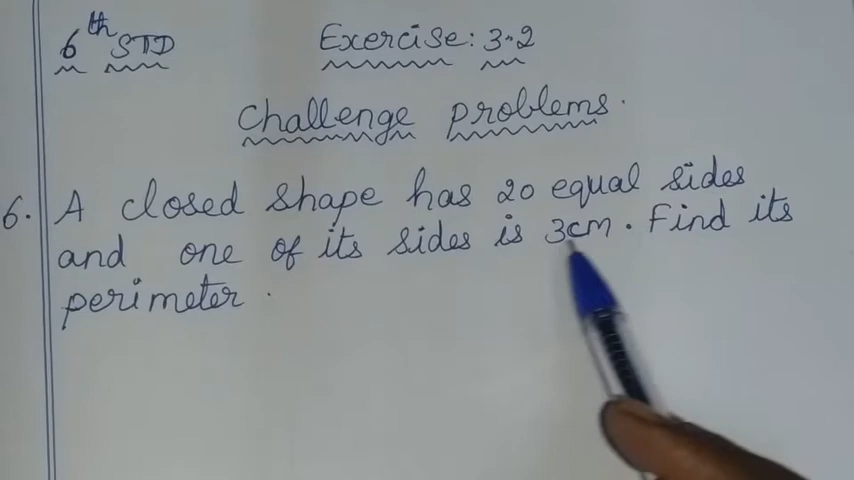 6th STD Exercise: 3.2
Challenge Problems.
6. A closed shape has 20 equal sides
and one of its sides is 3cm. Find its
perimeter.